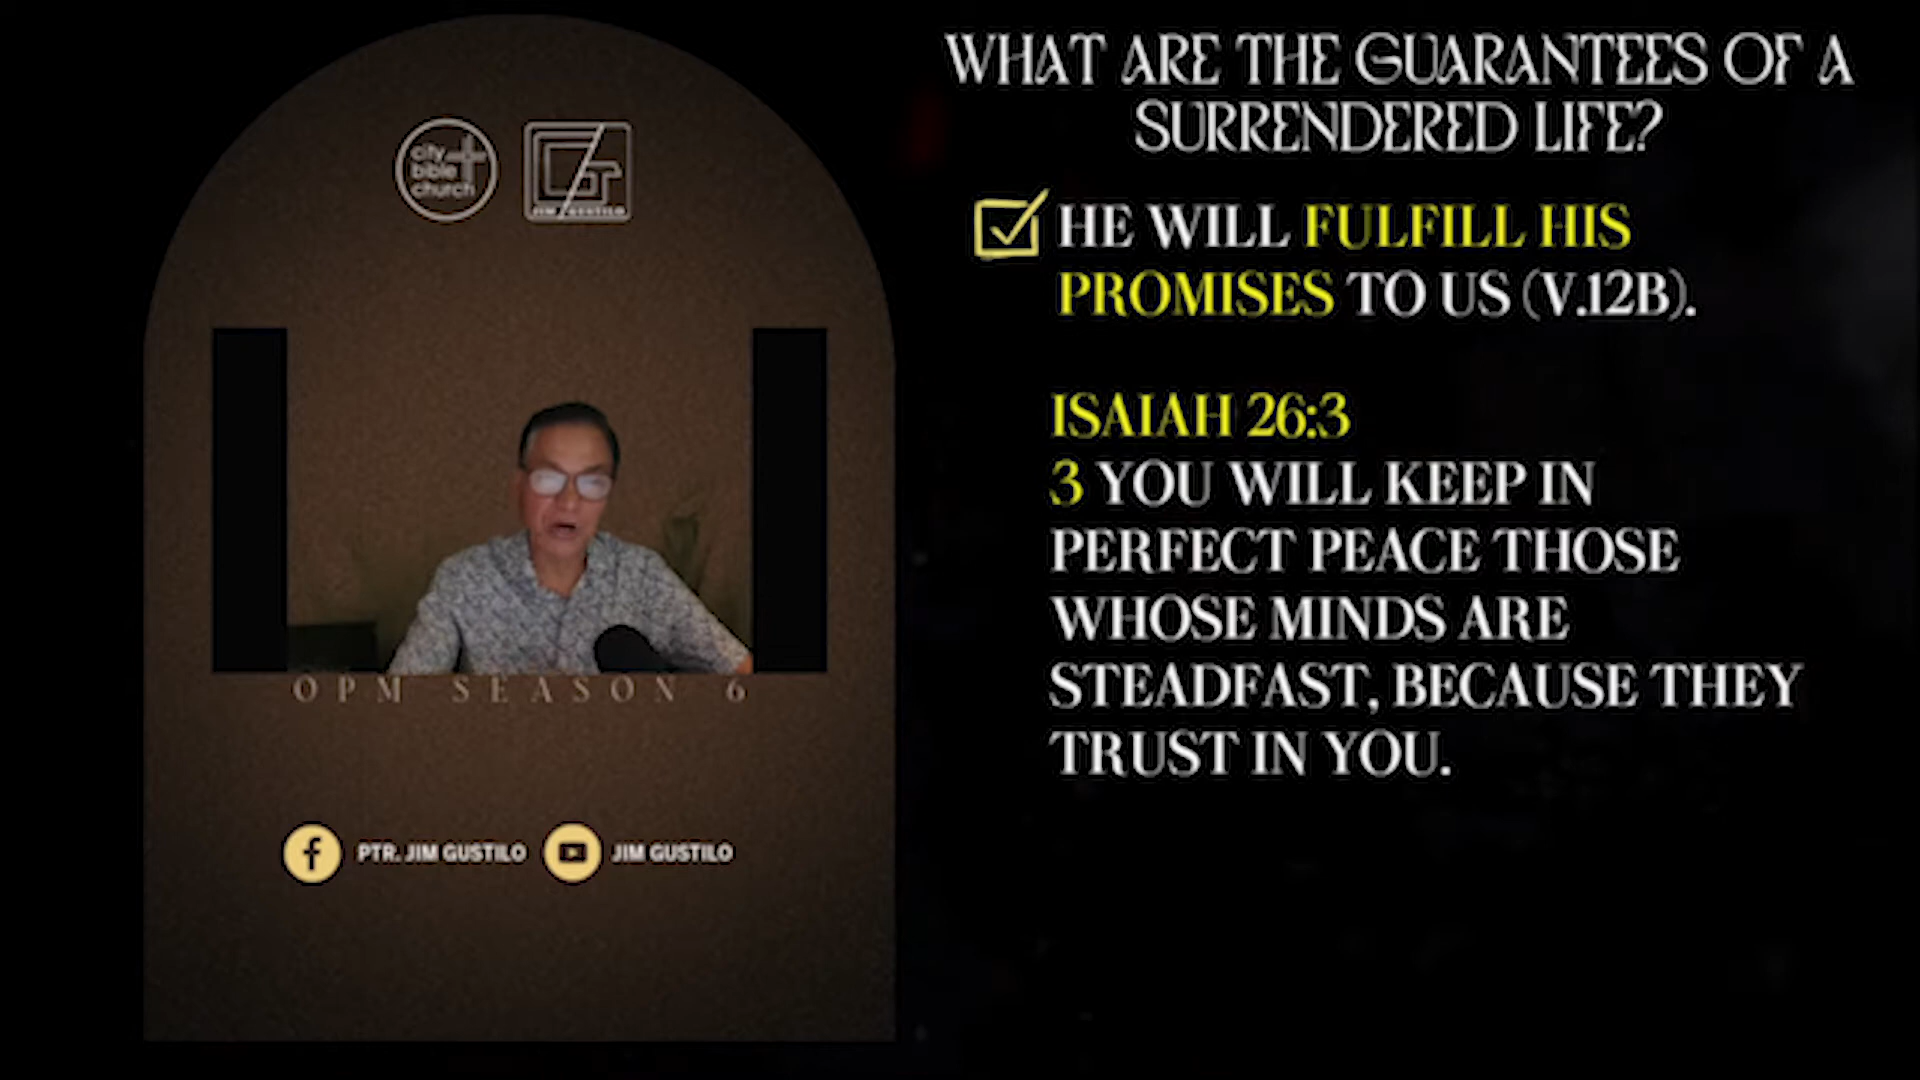 city
bible
church
JIM GUSTILO
OPM SEASON 6
PTR. JIM GUSTILO
JIM GUSTILO
WHAT ARE THE GUARANTEES OF A
SURRENDERED LIFE?
HE WILL FULFILL HIS
PROMISES TO US (V.12B).
ISAIAH 26:3
3 YOU WILL KEEP IN
PERFECT PEACE THOSE
WHOSE MINDS ARE
STEADFAST, BECAUSE THEY
TRUST IN YOU.